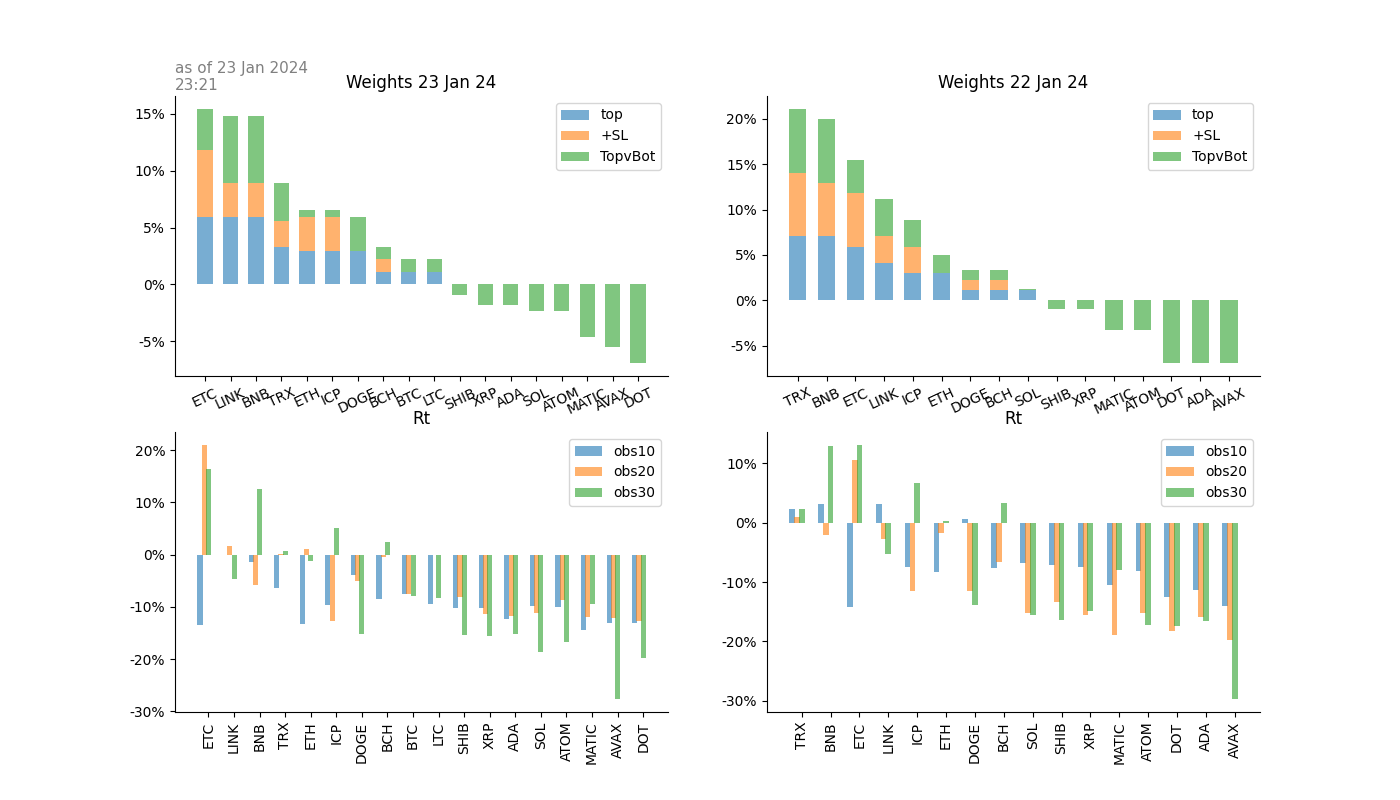 as of 23 Jan 2024
23:21
Weights 23 Jan 24
15%
10%
5%
0%
-5%
top
+SL
TopvBot
ETC LINK BNB TRX ETH ICP DOGE BCH BTC LTC SHIB XRP ADA SOL ATOM MATIC AVAX DOT
Weights 22 Jan 24
20%
15%
10%
5%
0%
-5%
top
+SL
TopvBot
TRX BNB ETC LINK ICP ETH DOGE BCH SOL SHIB XRP MATIC ATOM DOT ADA AVAX
Rt
20%
10%
0%
-10%
-20%
-30%
obs10
obs20
obs30
ETC LINK BNB TRX ETH ICP DOGE BCH BTC LTC SHIB XRP ADA SOL ATOM MATIC AVAX DOT
Rt
10%
0%
-10%
-20%
-30%
obs10
obs20
obs30
TRX BNB ETC LINK ICP ETH DOGE BCH SOL SHIB XRP MATIC ATOM DOT ADA AVAX